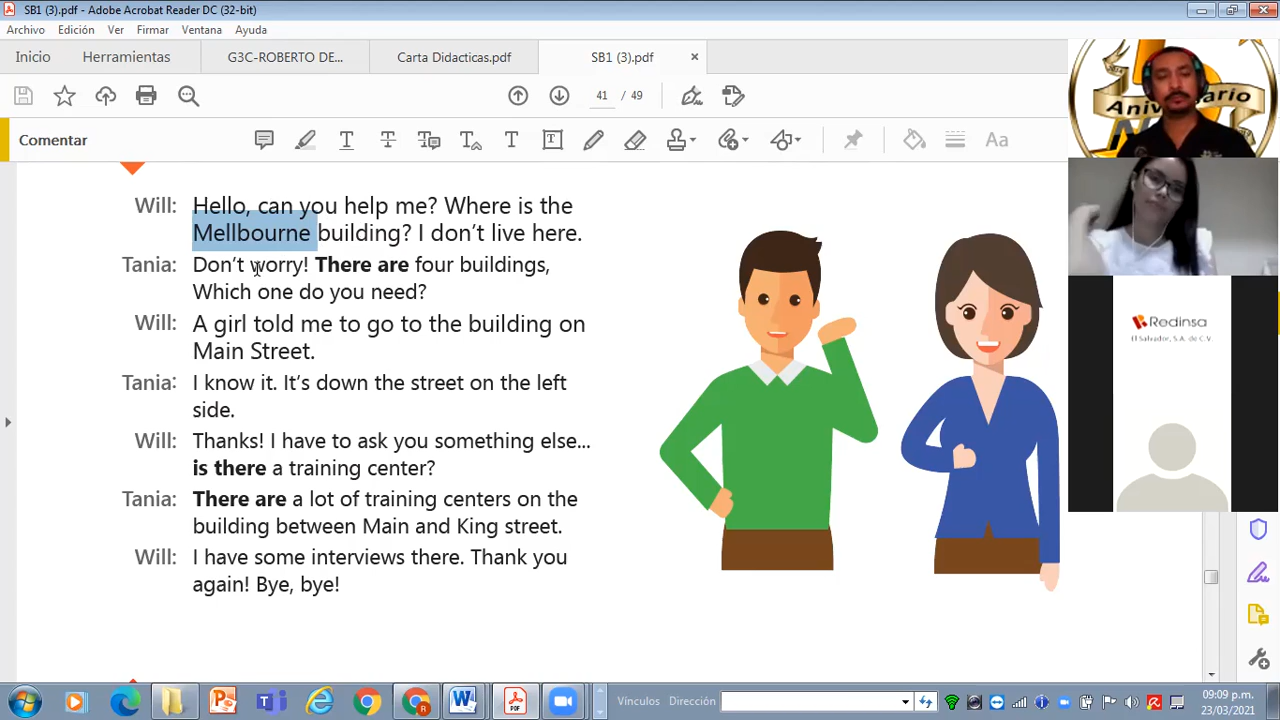 SB1 (3).pdf - Adobe Acrobat Reader DC (32-bit)
Archivo Edición Ver Firmar Ventana Ayuda
Inicio Herramientas G3C-ROBERTO DE... Carta Didacticas.pdf SB1 (3).pdf ×
41 / 49
Comentar
Aniversario
Will: Hello, can you help me? Where is the
Mellbourne building? I don't live here.
Tania: Don't worry! There are four buildings,
Which one do you need?
Will: A girl told me to go to the building on
Main Street.
Tania: I know it. It's down the street on the left
side.
Will: Thanks! I have to ask you something else...
is there a training center?
Tania: There are a lot of training centers on the
building between Main and King street.
Will: I have some interviews there. Thank you
again! Bye, bye!
Redinsa
El Salvador, S.A. de C.V
Vínculos Dirección
09:09 p.m.
23/03/2021